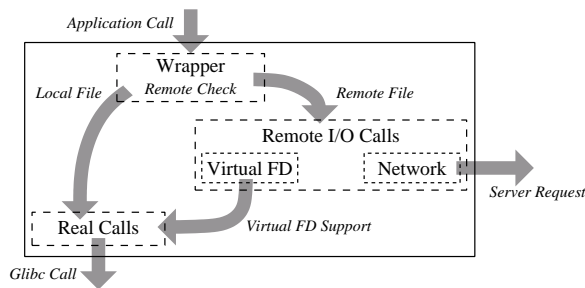 Application Call
Wrapper
Remote Check
Local File
Remote File
Remote I/O Calls
Virtual FD
Network
Server Request
Real Calls
Virtual FD Support
Glibc Call